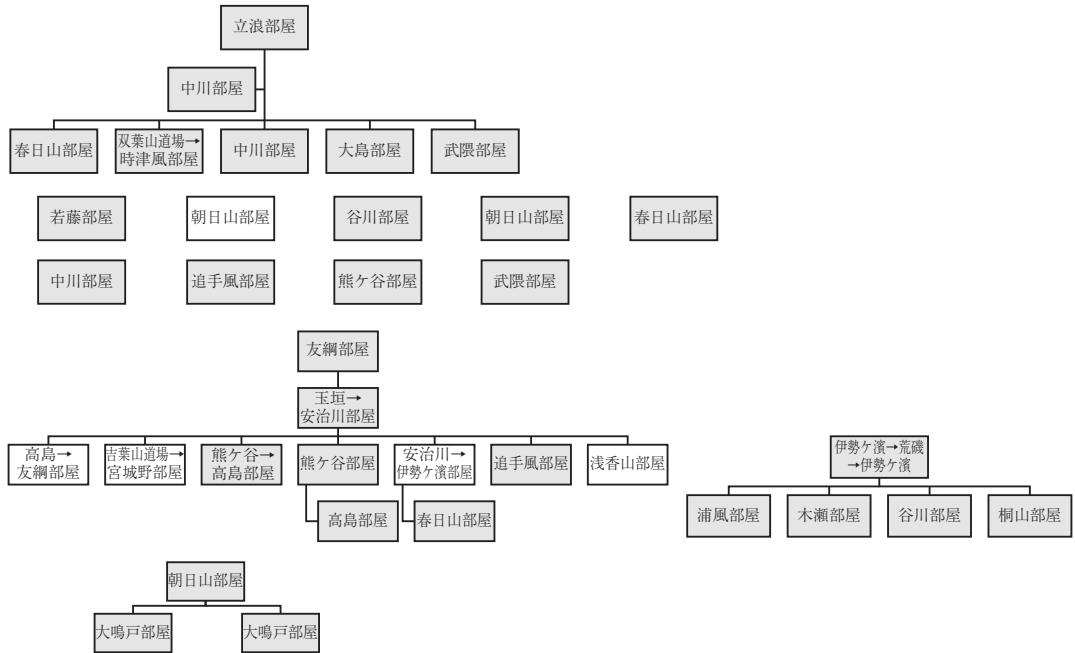 立浪部屋
中川部屋
春日山部屋
双葉山道場→
時津風部屋
中川部屋
大島部屋
武隈部屋
若藤部屋
朝日山部屋
谷川部屋
朝日山部屋
春日山部屋
中川部屋
追手風部屋
熊ケ谷部屋
武隈部屋
友綱部屋
玉垣→
安治川部屋
高島→
友綱部屋
吉葉山道場→
宮城野部屋
熊ケ谷→
高島部屋
熊ケ谷部屋
安治川→
伊勢ケ濱部屋
追手風部屋
浅香山部屋
高島部屋
春日山部屋
伊勢ケ濱→荒磯
→伊勢ケ濱
浦風部屋
木瀬部屋
谷川部屋
桐山部屋
朝日山部屋
大鳴戸部屋
大鳴戸部屋